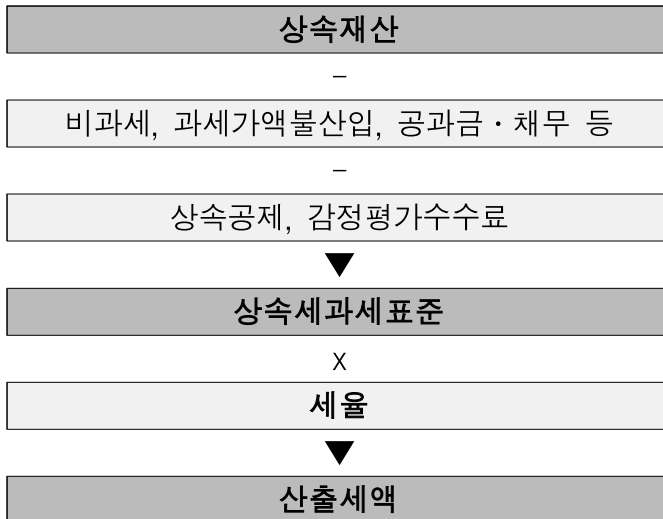 상속재산
–
비과세, 과세가액불산입, 공과금・채무 등
–
상속공제, 감정평가수수료
▼
상속세과세표준
X
세율
▼
산출세액